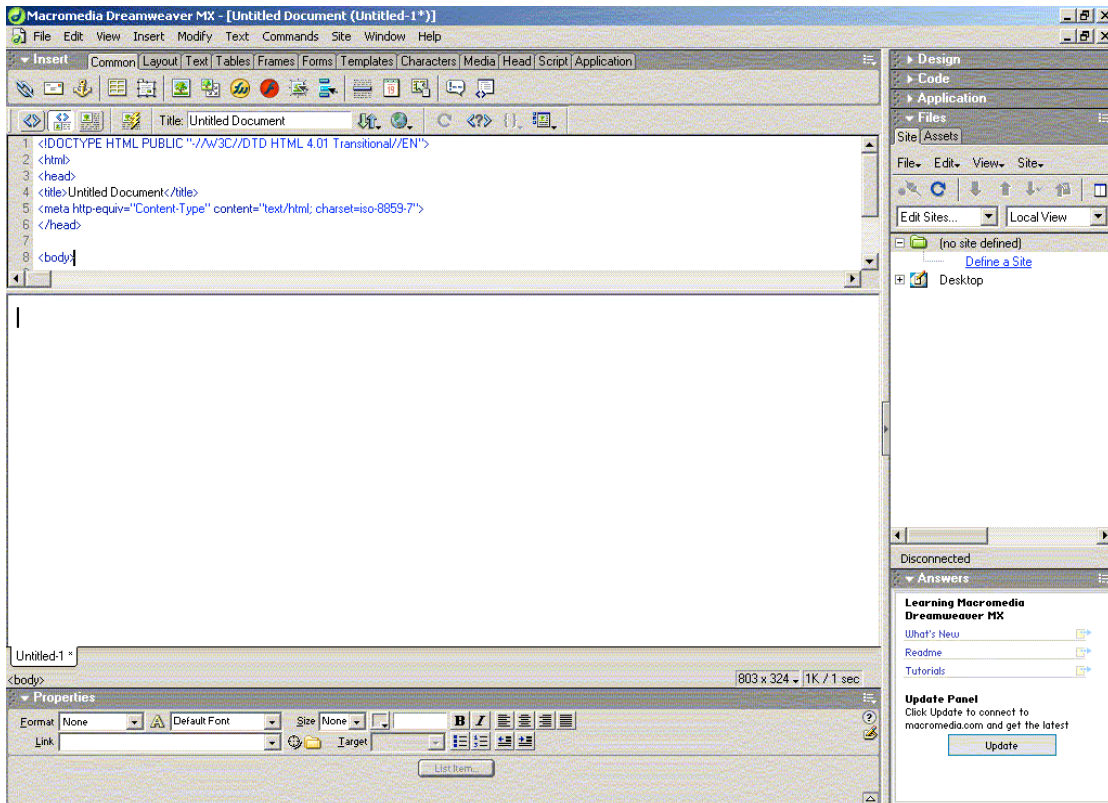 Macromedia Dreamweaver MX - [Untitled Document (Untitled-1*)]
File Edit View Insert Modify Text Commands Site Window Help
Insert Common Layout Text Tables Frames Forms Templates Characters Media Head Script Application
Title: Untitled Document
1 <!DOCTYPE HTML PUBLIC "-//W3C//DTD HTML 4.01 Transitional//EN">
2 <html>
3 <head>
4 <title>Untitled Document</title>
5 <meta http-equiv="Content-Type" content="text/html; charset=iso-8859-7">
6 </head>
7
8 <body>
Untitled-1 *
<body>
803 x 324 1K / 1 sec
Properties
Format None Default Font Size None B I
Link Target
List Item...
Design
Code
Application
Files
Site Assets
File Edit View Site
Edit Sites... Local View
(no site defined)
Define a Site
Desktop
Disconnected
Answers
Learning Macromedia
Dreamweaver MX
What's New
Readme
Tutorials
Update Panel
Click Update to connect to
macromedia.com and get the latest
Update